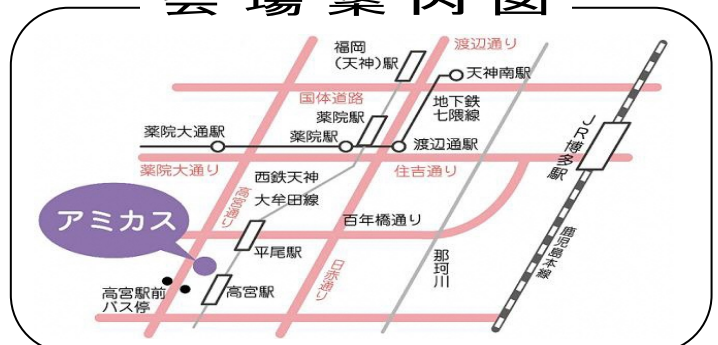 会場案内図
福岡
（天神）駅
渡辺通り
天神南駅
国体道路
地下鉄
七隈線
薬院駅
薬院大通駅
薬院駅
渡辺通駅
JR博多駅
薬院大通り
住吉通り
西鉄天神
大牟田線
高宮通り
アミカス
百年橋通り
平尾駅
那珂川
日赤通り
鹿児島本線
高宮駅前
バス停
高宮駅